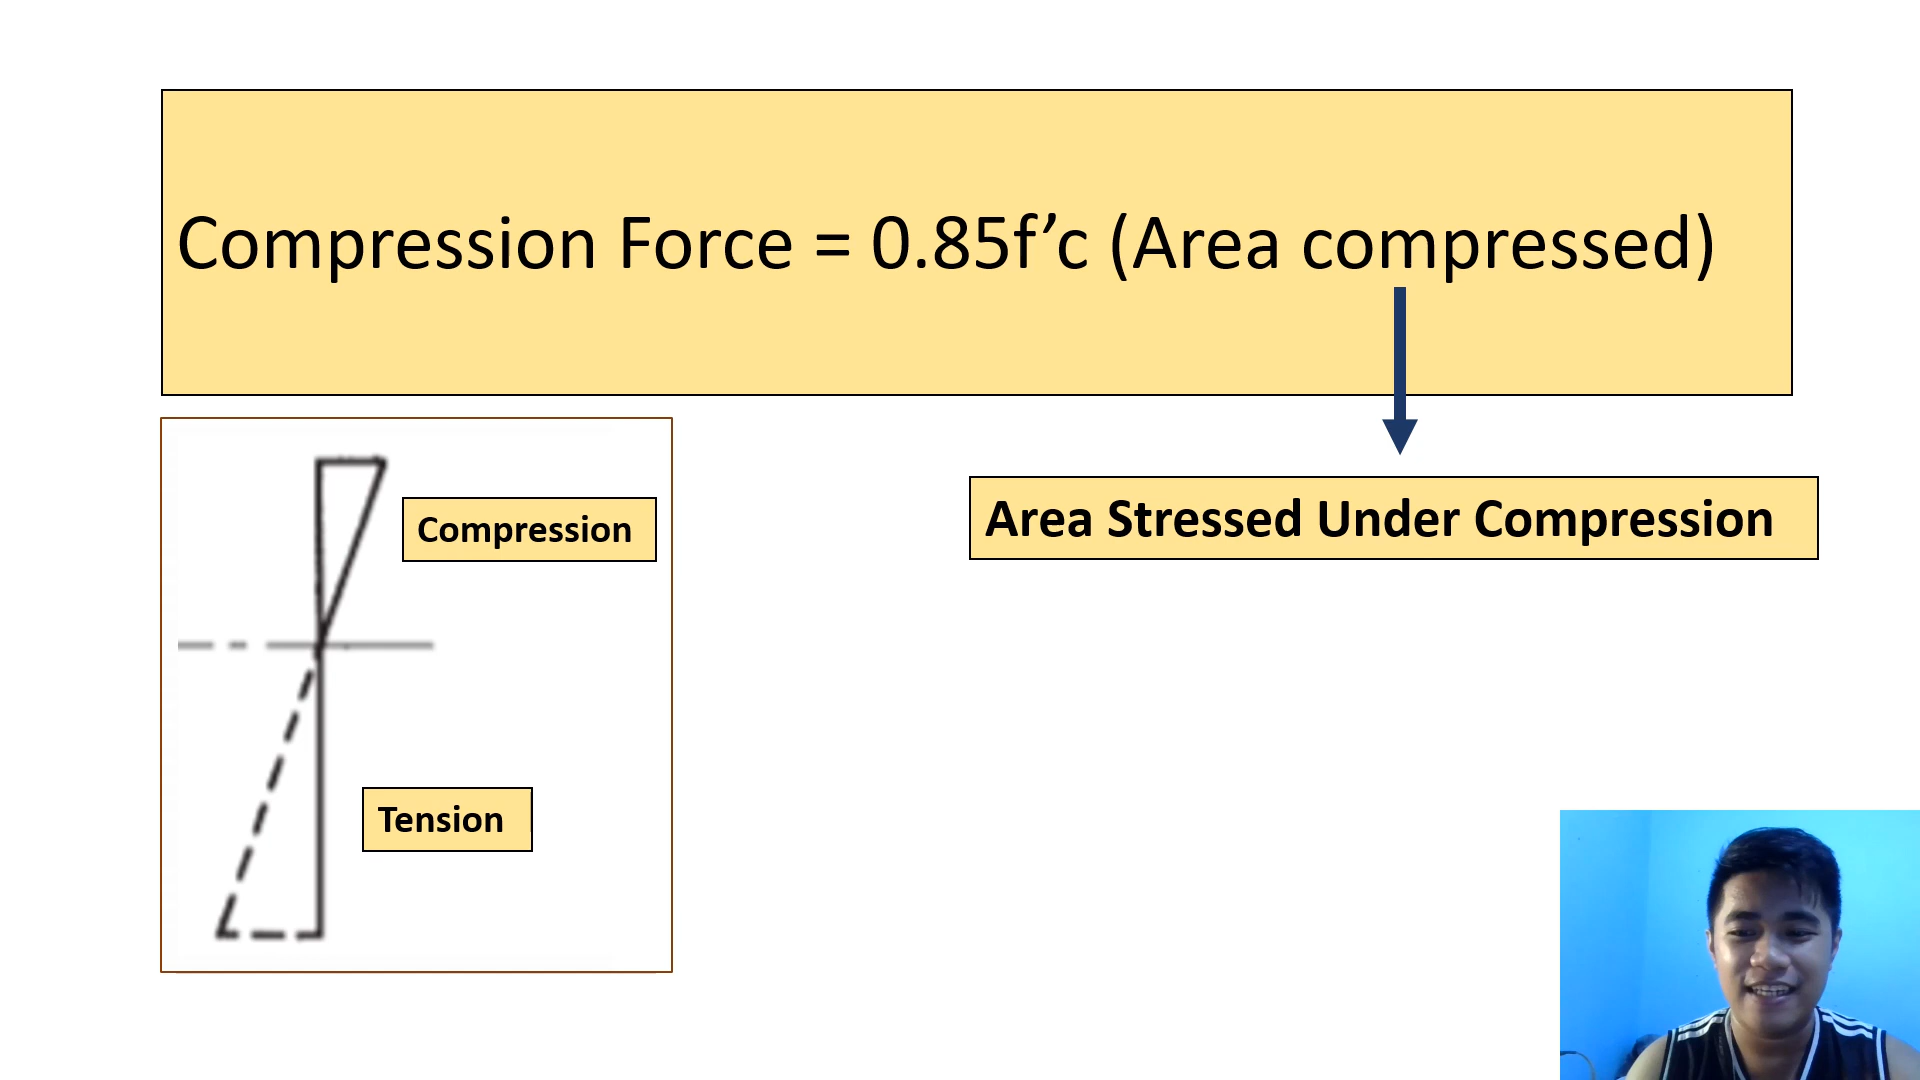 Compression Force = 0.85f’c (Area compressed)
Area Stressed Under Compression
Compression
Tension